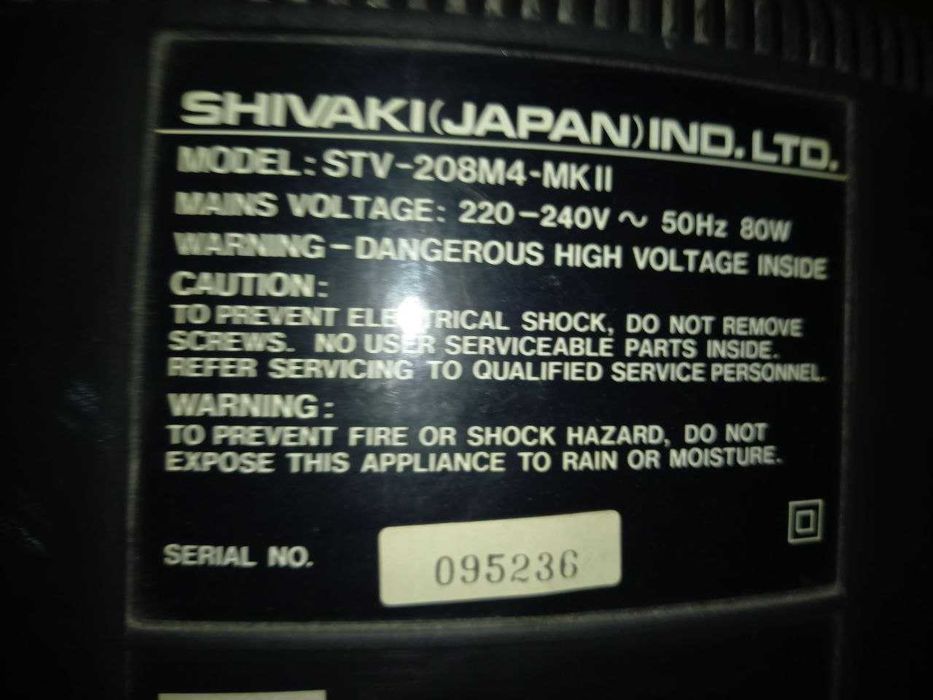 SHIVAKI(JAPAN)IND.LTD.
MODEL: STV-208M4-MKII
MAINS VOLTAGE: 220-240V ~ 50Hz 80W
WARNING-DANGEROUS HIGH VOLTAGE INSIDE
CAUTION:
TO PREVENT ELECTRICAL SHOCK, DO NOT REMOVE
SCREWS. NO USER SERVICEABLE PARTS INSIDE.
REFER SERVICING TO QUALIFIED SERVICE PERSONNEL.
WARNING:
TO PREVENT FIRE OR SHOCK HAZARD, DO NOT
EXPOSE THIS APPLIANCE TO RAIN OR MOISTURE.
SERIAL NO. 095236